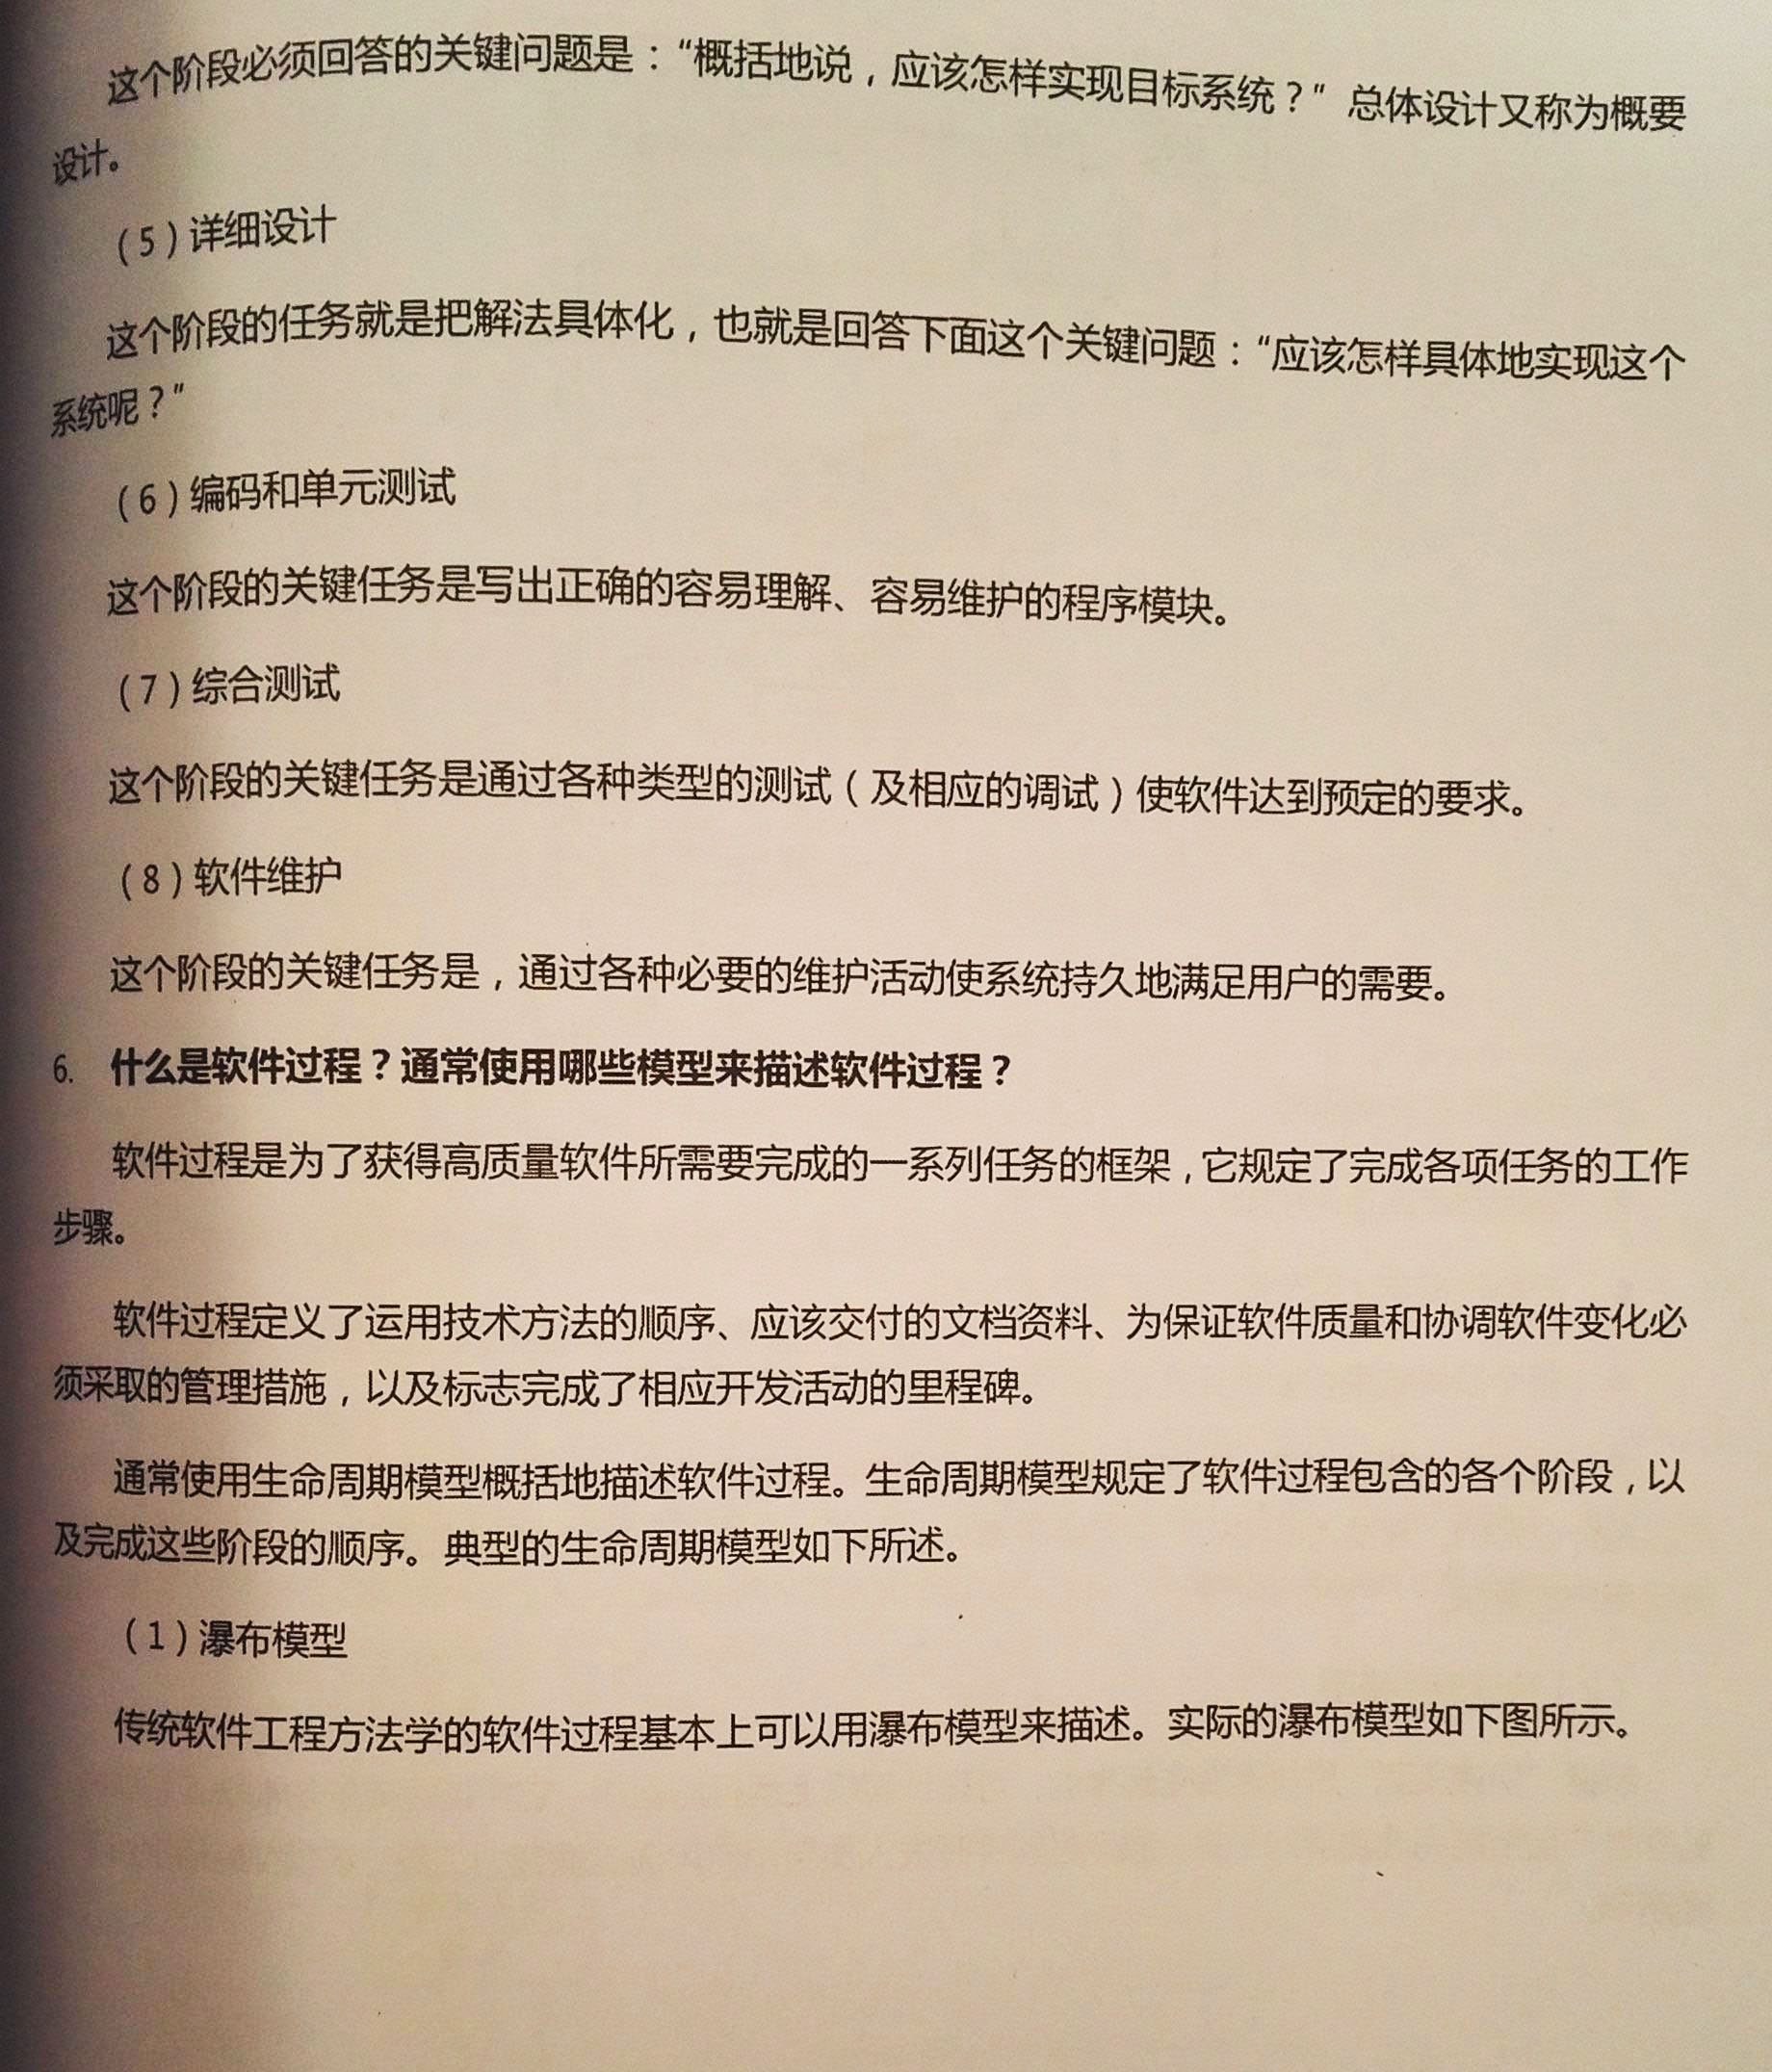 这个阶段必须回答的关键问题是：“概括地说，应该怎样实现目标系统？”总体设计又称为概要
设计。
（5）详细设计
这个阶段的任务就是把解法具体化，也就是回答下面这个关键问题：“应该怎样具体地实现这个
系统呢？”
（6）编码和单元测试
这个阶段的关键任务是写出正确的容易理解、容易维护的程序模块。
（7）综合测试
这个阶段的关键任务是通过各种类型的测试（及相应的调试）使软件达到预定的要求。
（8）软件维护
这个阶段的关键任务是，通过各种必要的维护活动使系统持久地满足用户的需要。
6. 什么是软件过程？通常使用哪些模型来描述软件过程？
软件过程是为了获得高质量软件所需要完成的一系列任务的框架，它规定了完成各项任务的工作
步骤。
软件过程定义了运用技术方法的顺序、应该交付的文档资料、为保证软件质量和协调软件变化必
须采取的管理措施，以及标志完成了相应开发活动的里程碑。
通常使用生命周期模型概括地描述软件过程。生命周期模型规定了软件过程包含的各个阶段，以
及完成这些阶段的顺序。典型的生命周期模型如下所述。
（1）瀑布模型
传统软件工程方法学的软件过程基本上可以用瀑布模型来描述。实际的瀑布模型如下图所示。